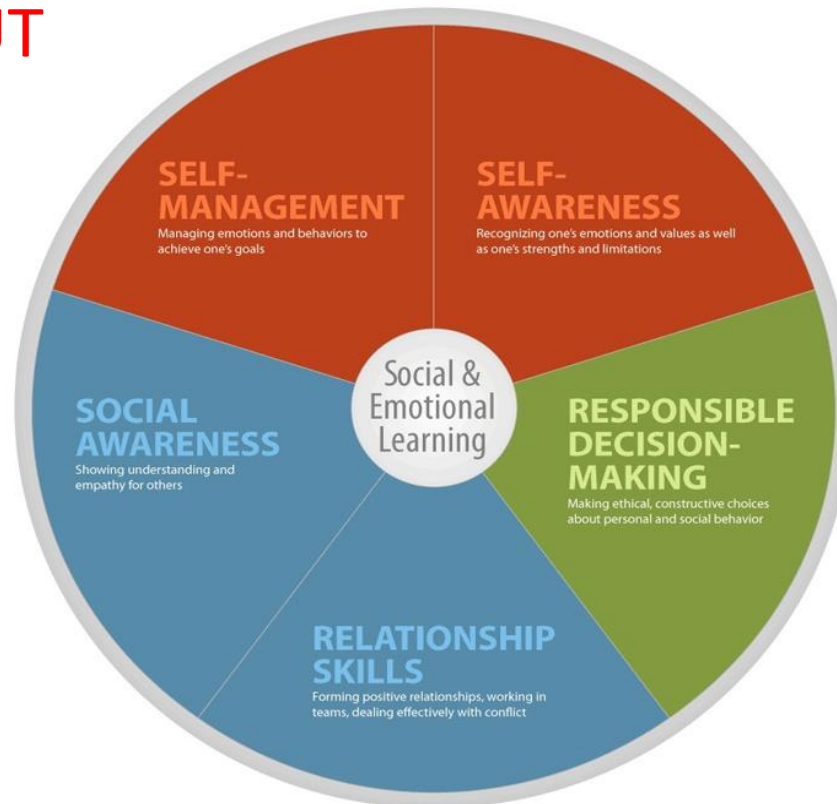 SELF-
MANAGEMENT
Managing emotions and behaviors to
achieve one's goals
SELF-
AWARENESS
Recognizing one's emotions and values as well
as one's strengths and limitations
SOCIAL
AWARENESS
Showing understanding and
empathy for others
Social &
Emotional
Learning
RESPONSIBLE
DECISION-
MAKING
Making ethical, constructive choices
about personal and social behavior
RELATIONSHIP
SKILLS
Forming positive relationships, working in
teams, dealing effectively with conflict